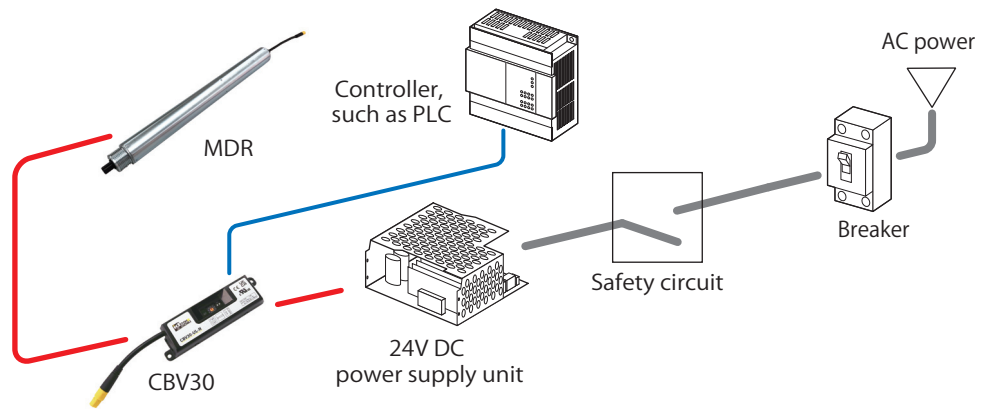 AC power
Controller,
such as PLC
MDR
Breaker
Safety circuit
24V DC
power supply unit
CBV30